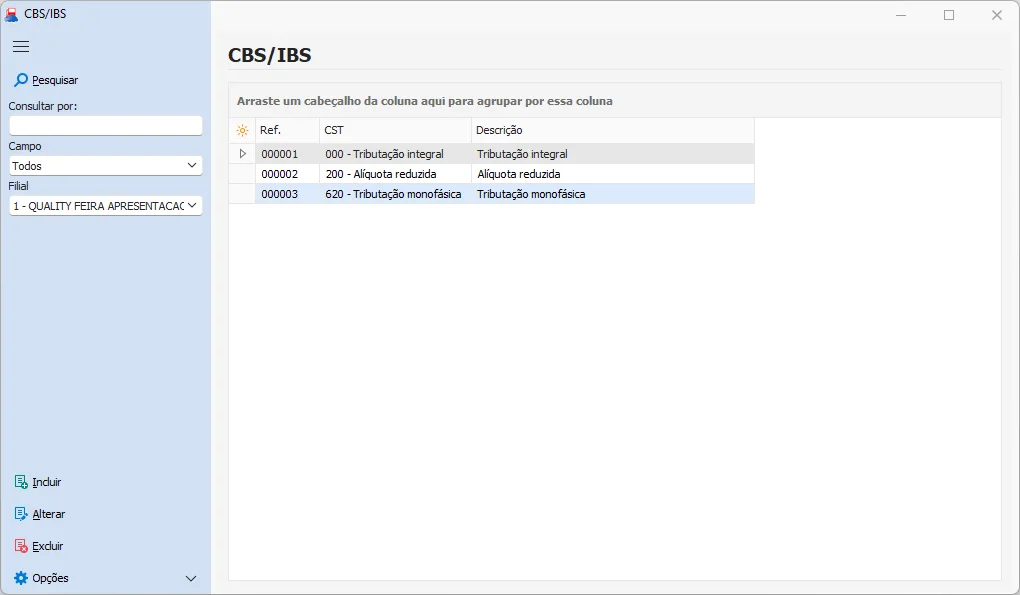 CBS/IBS
Pesquisar
Consultar por:
Campo
Todos
Filial
1 - QUALITY FEIRA APRESENTACAO
Incluir
Alterar
Excluir
Opções
CBS/IBS
Arraste um cabeçalho da coluna aqui para agrupar por essa coluna
Ref. CST Descrição
000001 000 - Tributação integral Tributação integral
000002 200 - Alíquota reduzida Alíquota reduzida
000003 620 - Tributação monofásica Tributação monofásica